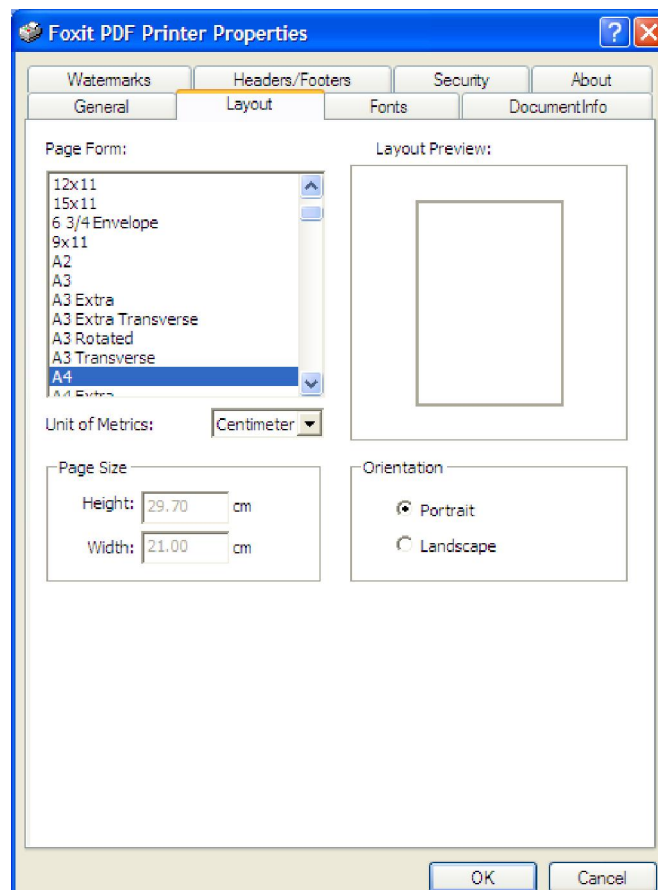 Foxit PDF Printer Properties
Watermarks Headers/Footers Security About
General Layout Fonts DocumentInfo
Page Form:
12x11
15x11
6 3/4 Envelope
9x11
A2
A3
A3 Extra
A3 Extra Transverse
A3 Rotated
A3 Transverse
A4
A4 Extra
Unit of Metrics: Centimeter
Layout Preview:
Page Size
Height: 29.70 cm
Width: 21.00 cm
Orientation
Portrait
Landscape
OK Cancel